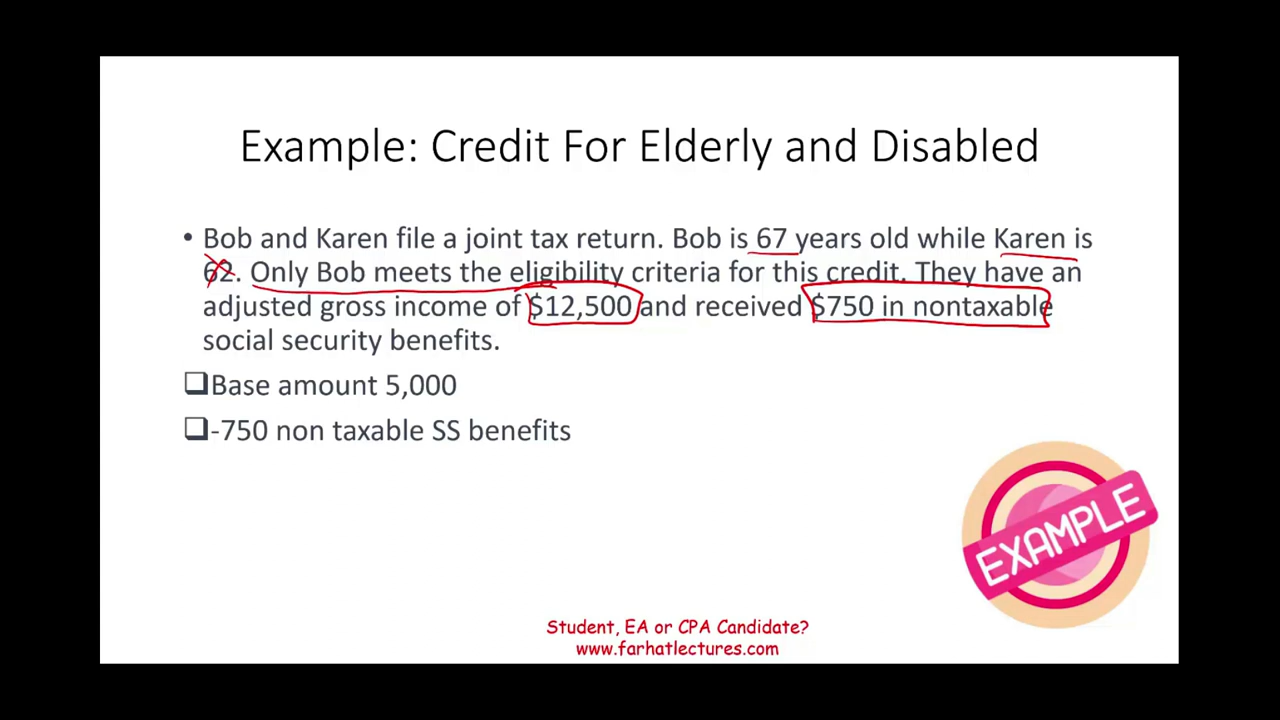 Example: Credit For Elderly and Disabled
• Bob and Karen file a joint tax return. Bob is 67 years old while Karen is
62. Only Bob meets the eligibility criteria for this credit. They have an
adjusted gross income of $12,500 and received $750 in nontaxable
social security benefits.
❑Base amount 5,000
❑-750 non taxable SS benefits
EXAMPLE
Student, EA or CPA Candidate?
www.farhatlectures.com